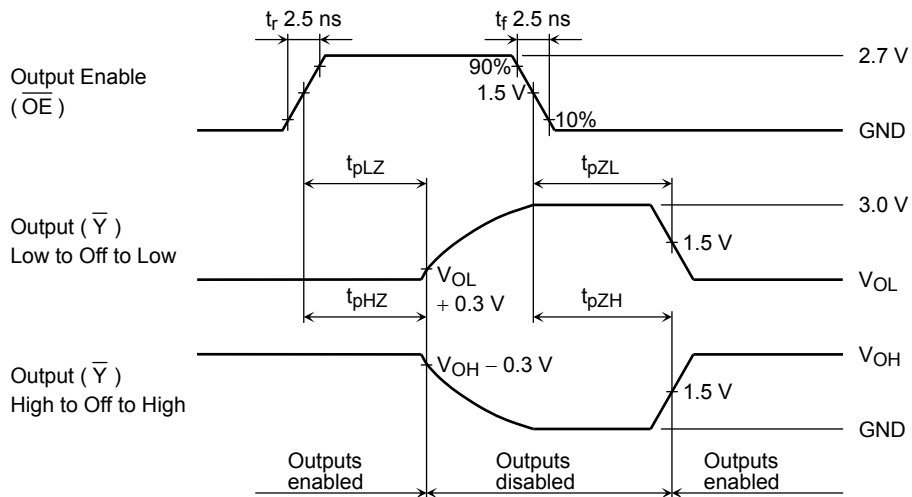 tr 2.5 ns
tf 2.5 ns
2.7 V
90%
Output Enable
( OE )
1.5 V
10%
GND
tpLZ
tpZL
3.0 V
Output ( Y )
Low to Off to Low
1.5 V
VOL
+ 0.3 V
VOL
tpHZ
tpZH
VOH
Output ( Y )
High to Off to High
VOH − 0.3 V
1.5 V
GND
Outputs
enabled
Outputs
disabled
Outputs
enabled